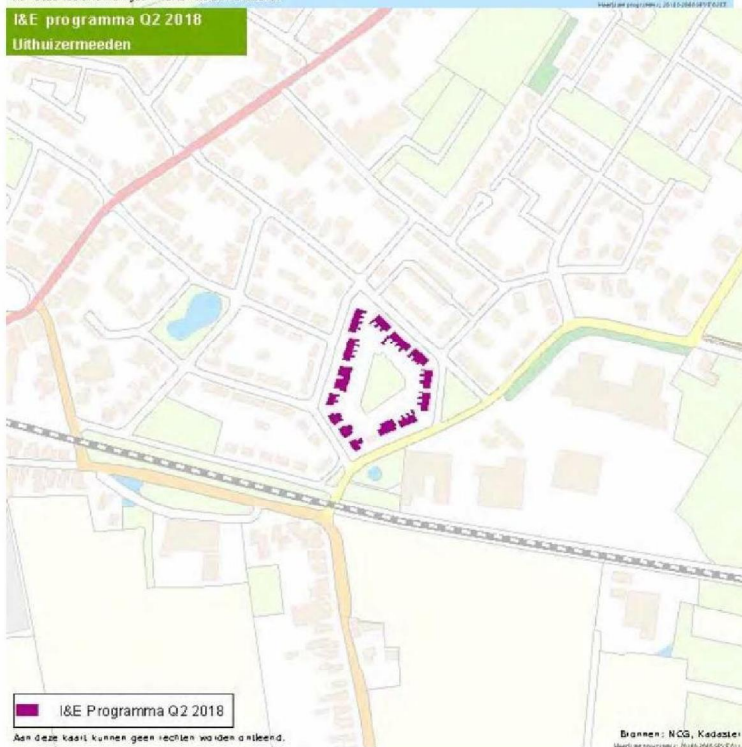 I&E programma Q2 2018
Uithuizermeeden
I&E Programma Q2 2018
Aan deze kaart kunnen geen rechten worden ontleend.
Bronnen: NCG, Kadaster